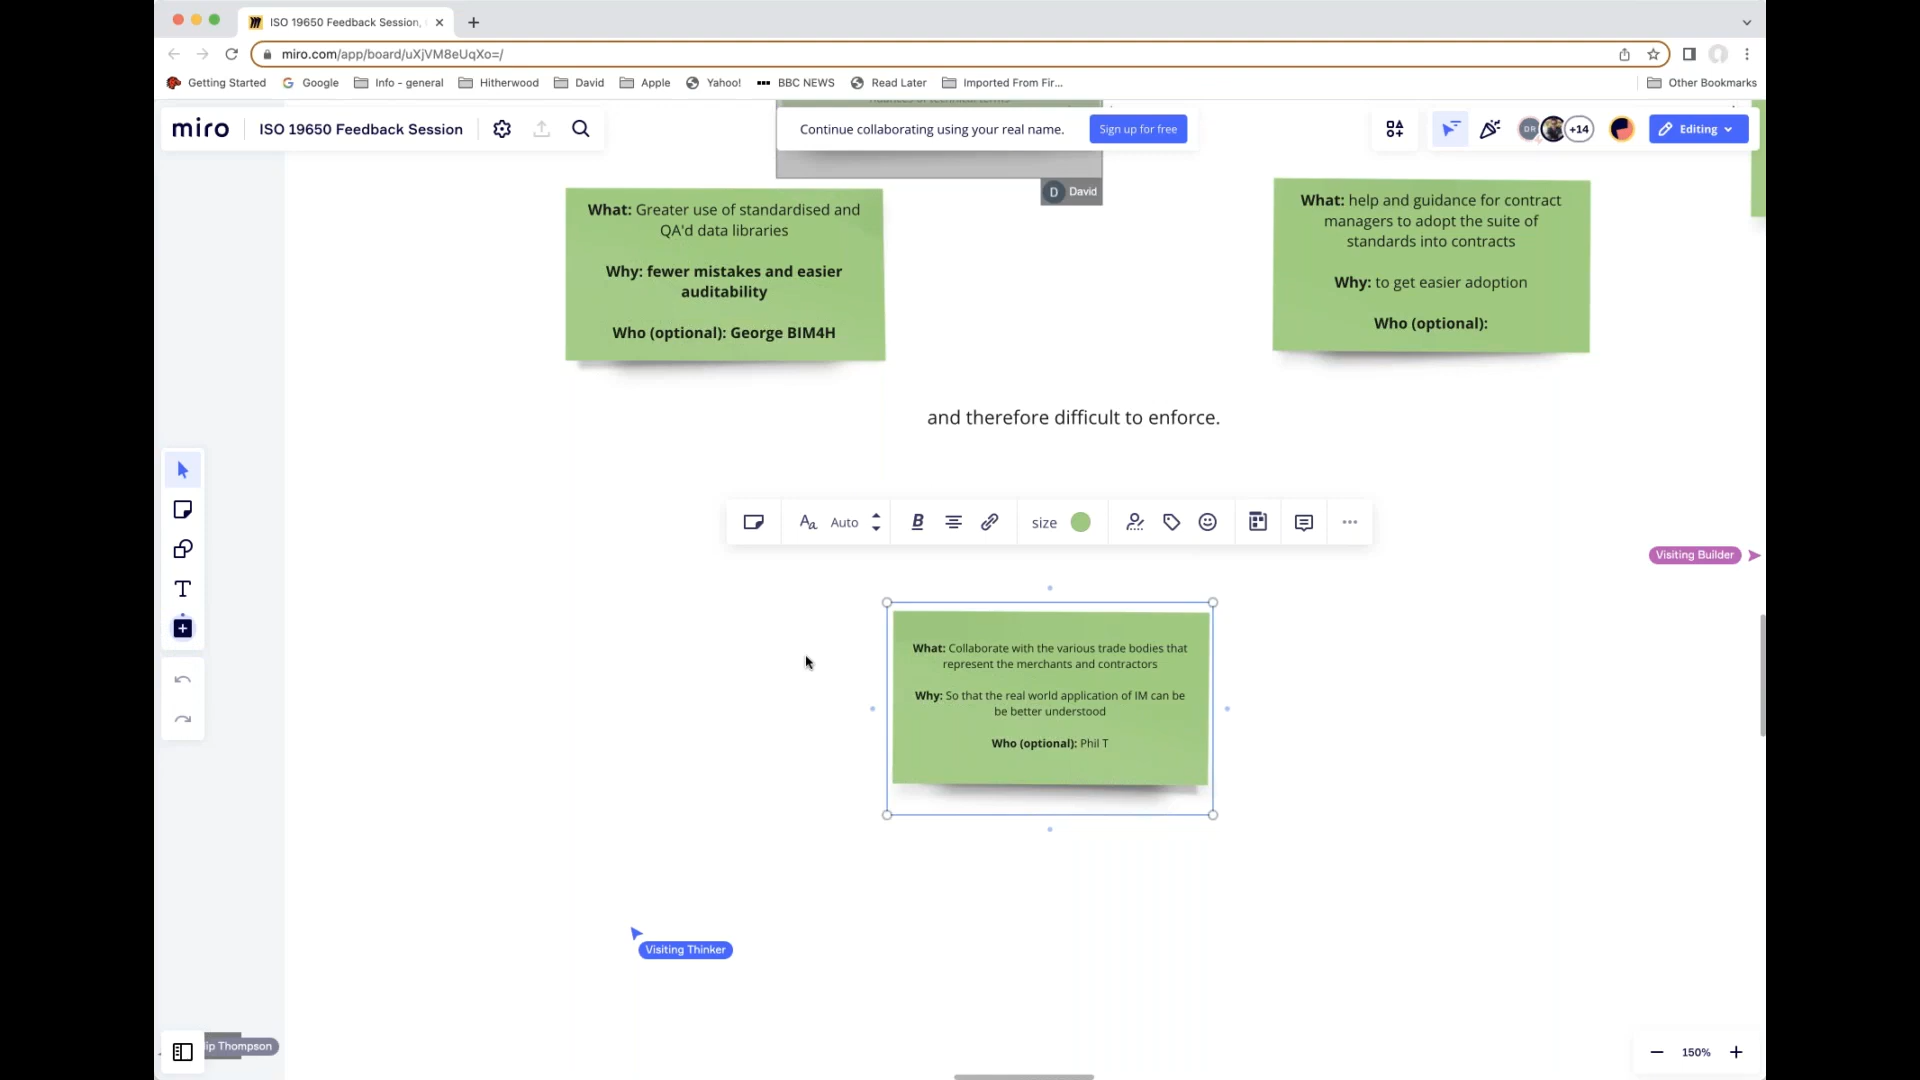 ISO 19650 Feedback Session,
miro.com/app/board/uXjVM8eUqXo=/
Getting Started
Google
Info - general
Hitherwood
David
Apple
Yahoo!
BBC NEWS
Read Later
Imported From Fir...
Other Bookmarks
miro
ISO 19650 Feedback Session
Continue collaborating using your real name.
Sign up for free
DR
+14
Editing
D David
What: Greater use of standardised and
QA'd data libraries
Why: fewer mistakes and easier
auditability
Who (optional): George BIM4H
What: help and guidance for contract
managers to adopt the suite of
standards into contracts
Why: to get easier adoption
Who (optional):
and therefore difficult to enforce.
Aa Auto
B
size
Visiting Builder
What: Collaborate with the various trade bodies that
represent the merchants and contractors
Why: So that the real world application of IM can be
be better understood
Who (optional): Phil T
Visiting Thinker
ip Thompson
150%